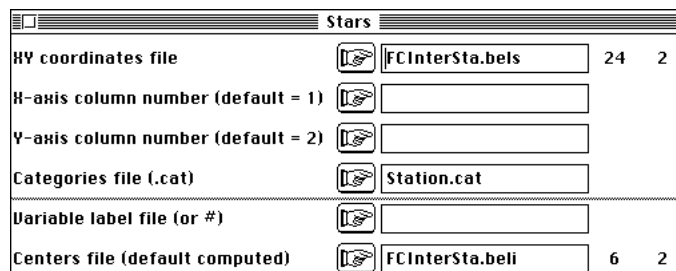 Stars
XY coordinates file FCInterSta.bels 24 2
X-axis column number (default = 1)
Y-axis column number (default = 2)
Categories file (.cat) Station.cat
Variable label file (or #)
Centers file (default computed) FCInterSta.beli 6 2